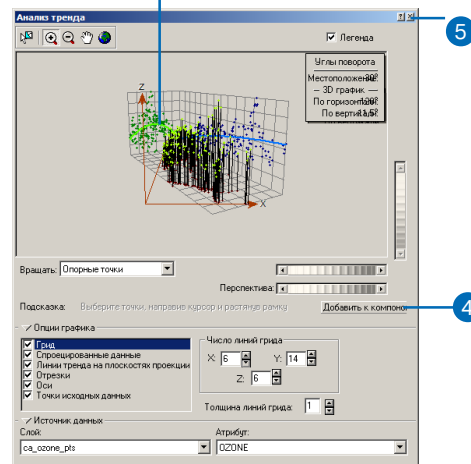 Анализ тренда
5
Легенда
Углы поворота
Местоположение: 30°
— 3D график —
По горизонтали:
По вертикали:
Z
X
Вращать: Опорные точки
Перспектива:
Подсказка: Выберите точки, направив курсор и растянув рамку
Добавить к компонов
4
Опции графика
Грид
Спроецированные данные
Линии тренда на плоскостях проекции
Отрезки
Оси
Точки исходных данных
Число линий грида
X: 6 Y: 14
Z: 6
Толщина линий грида: 1
Источник данных
Слой: Атрибут:
ca_ozone_pts OZONE